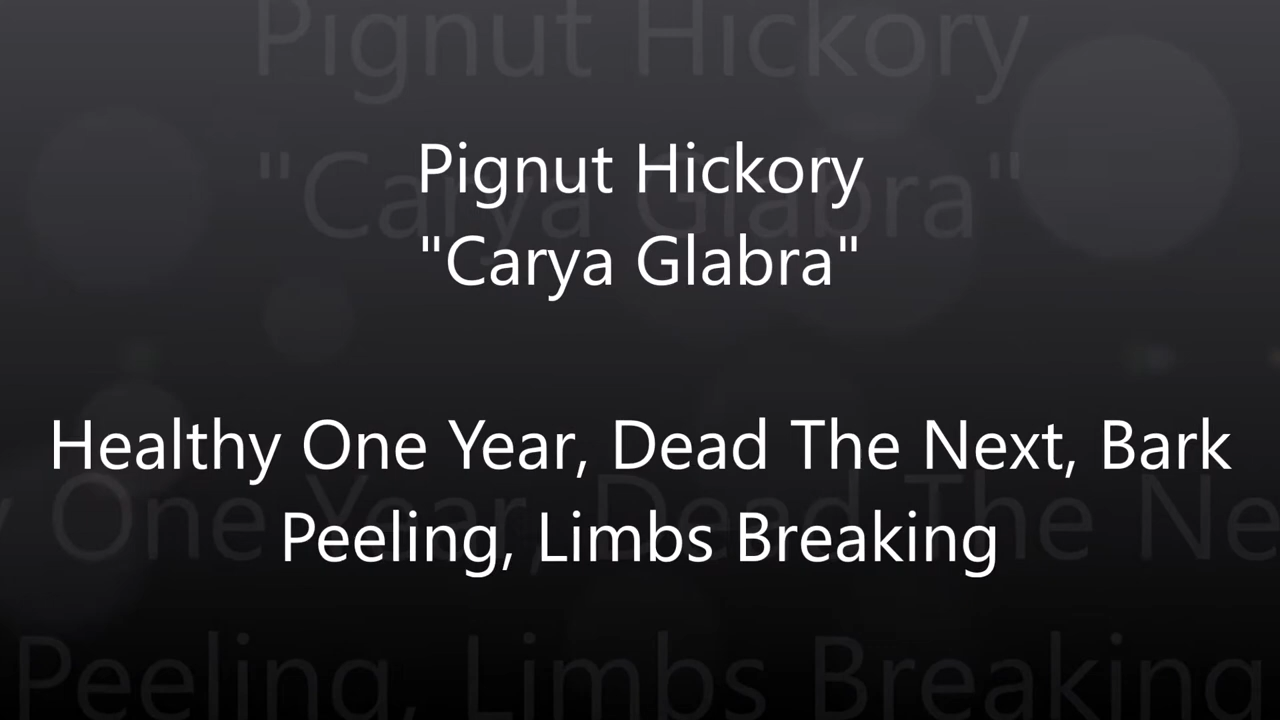 Pignut Hickory
"Carya Glabra"
Healthy One Year, Dead The Next, Bark
Peeling, Limbs Breaking